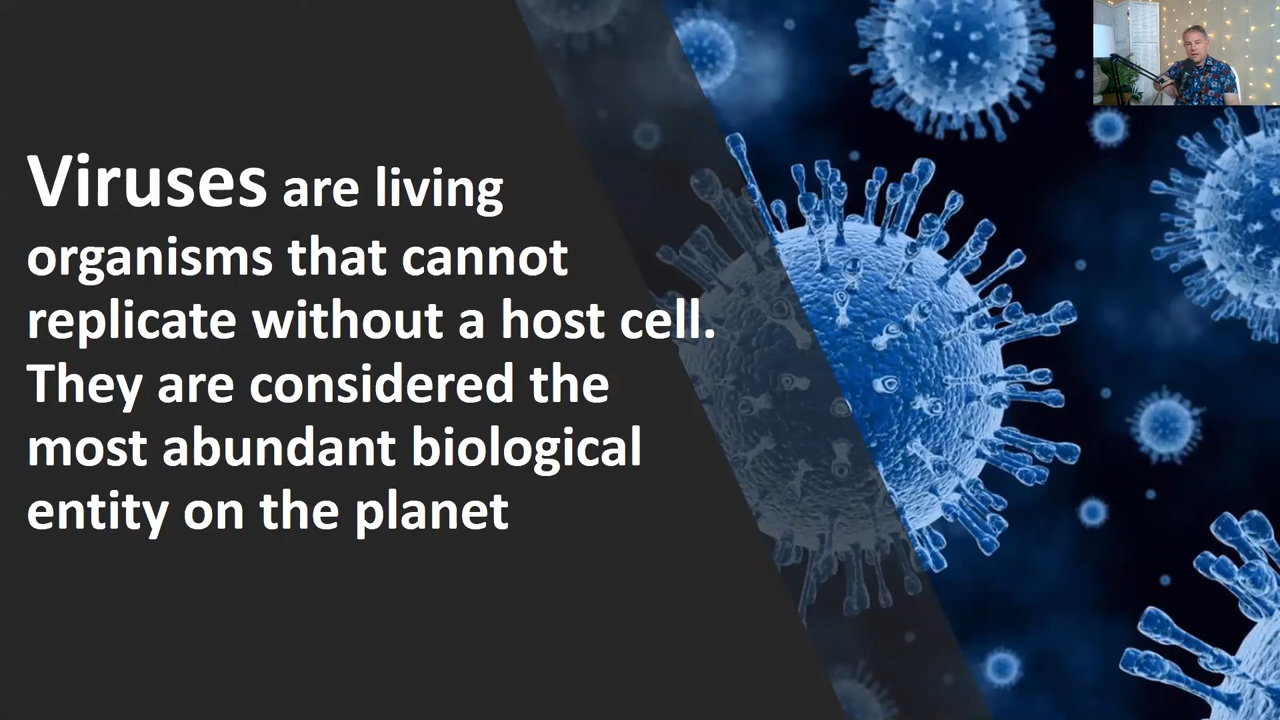 Viruses are living
organisms that cannot
replicate without a host cell.
They are considered the
most abundant biological
entity on the planet